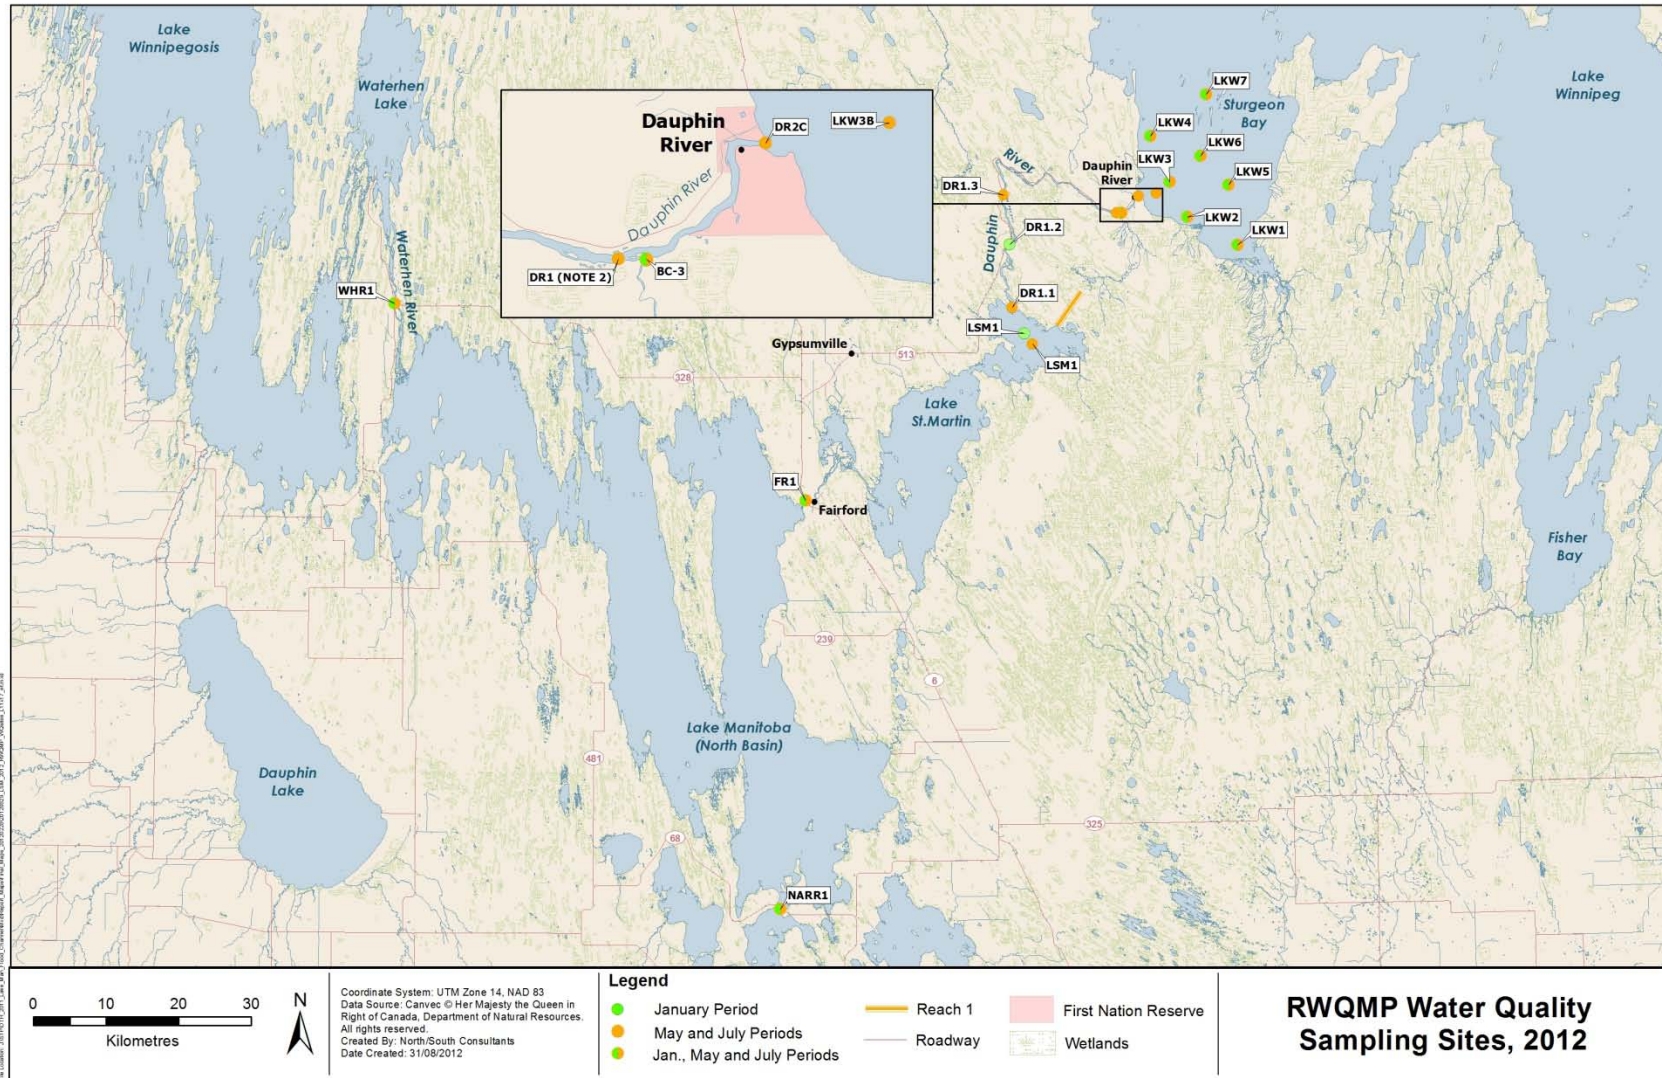 Lake
Winnipegosis
Waterhen
Lake
Lake
Winnipeg
LKW7
Sturgeon
Bay
LKW4
LKW6
LKW3
LKW5
Dauphin
River
LKW2
LKW1
Dauphin
River
DR2C
LKW3B
Dauphin River
DR1 (NOTE 2)
BC-3
River
DR1.3
Dauphin
DR1.2
DR1.1
LSM1
LSM1
WHR1
Waterhen River
Gypsumville
513
328
Lake
St.Martin
FR1
Fairford
Fisher
Bay
239
6
Lake Manitoba
(North Basin)
481
Dauphin
Lake
325
68
NARR1
0 10 20 30
Kilometres
N
Coordinate System: UTM Zone 14, NAD 83
Data Source: Canvec © Her Majesty the Queen in
Right of Canada, Department of Natural Resources.
All rights reserved.
Created By: North/South Consultants
Date Created: 31/08/2012
Legend
January Period
May and July Periods
Jan., May and July Periods
Reach 1
Roadway
First Nation Reserve
Wetlands
RWQMP Water Quality
Sampling Sites, 2012